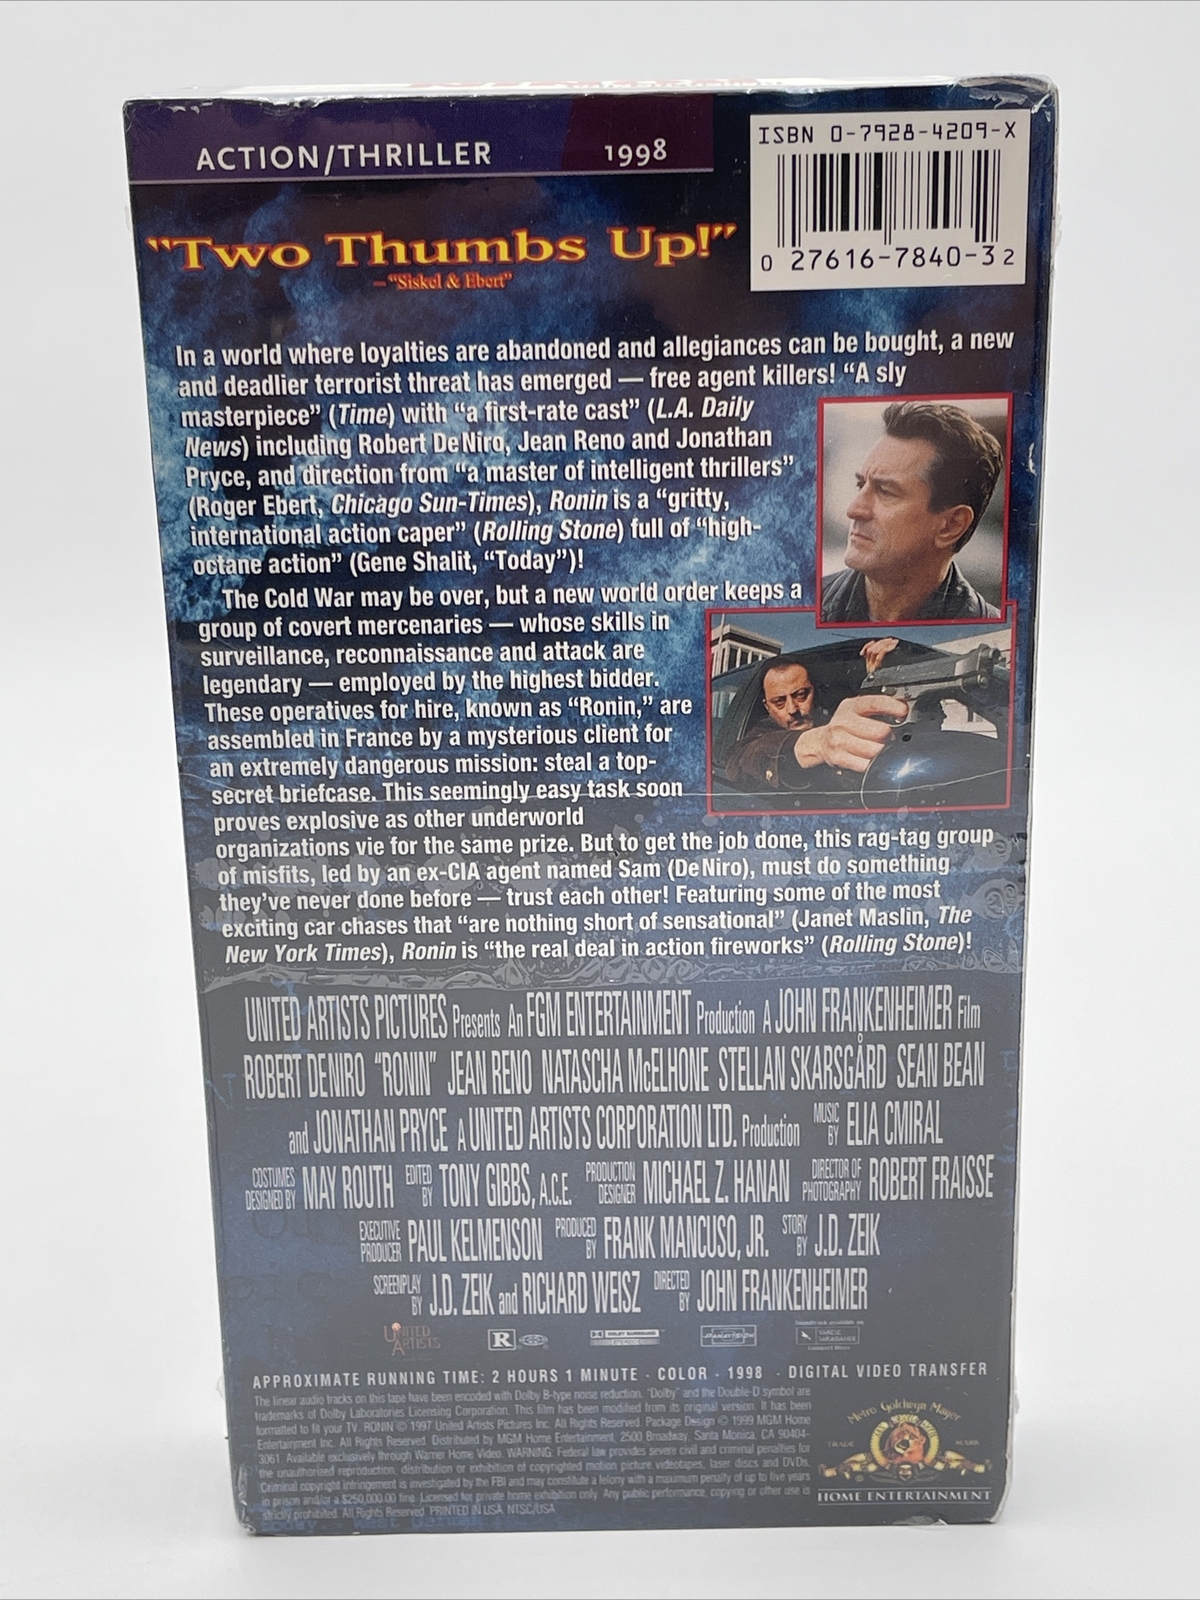 ACTION/THRILLER 1998
ISBN 0-7928-4209-X
0 27616-7840-3 2
"Two Thumbs Up!"
– "Siskel & Ebert"
In a world where loyalties are abandoned and allegiances can be bought, a new
and deadlier terrorist threat has emerged — free agent killers! "A sly
masterpiece" (Time) with "a first-rate cast" (L.A. Daily
News) including Robert DeNiro, Jean Reno and Jonathan
Pryce, and direction from "a master of intelligent thrillers"
(Roger Ebert, Chicago Sun-Times), Ronin is a "gritty,
international action caper" (Rolling Stone) full of "high-
octane action" (Gene Shalit, "Today")!
The Cold War may be over, but a new world order keeps a
group of covert mercenaries — whose skills in
surveillance, reconnaissance and attack are
legendary — employed by the highest bidder.
These operatives for hire, known as "Ronin," are
assembled in France by a mysterious client for
an extremely dangerous mission: steal a top-
secret briefcase. This seemingly easy task soon
proves explosive as other underworld
organizations vie for the same prize. But to get the job done, this rag-tag group
of misfits, led by an ex-CIA agent named Sam (DeNiro), must do something
they've never done before — trust each other! Featuring some of the most
exciting car chases that "are nothing short of sensational" (Janet Maslin, The
New York Times), Ronin is "the real deal in action fireworks" (Rolling Stone)!
UNITED ARTISTS PICTURES Presents An FGM ENTERTAINMENT Production A JOHN FRANKENHEIMER Film
ROBERT DENIRO "RONIN" JEAN RENO NATASCHA McELHONE STELLAN SKARSGÅRD SEAN BEAN
and JONATHAN PRYCE A UNITED ARTISTS CORPORATION LTD. Production MUSIC BY ELIA CMIRAL
COSTUMES DESIGNED BY MAY ROUTH EDITED BY TONY GIBBS, A.C.E. PRODUCTION DESIGNER MICHAEL Z. HANAN DIRECTOR OF PHOTOGRAPHY ROBERT FRAISSE
EXECUTIVE PRODUCER PAUL KELMENSON PRODUCED BY FRANK MANCUSO, JR. STORY BY J.D. ZEIK
SCREENPLAY BY J.D. ZEIK and RICHARD WEISZ DIRECTED BY JOHN FRANKENHEIMER
UNITED ARTISTS R DOLBY SURROUND PANAVISION VARÈSE SARABANDE
APPROXIMATE RUNNING TIME: 2 HOURS 1 MINUTE · COLOR · 1998 · DIGITAL VIDEO TRANSFER
The linear audio tracks on this tape have been encoded with Dolby B-type noise reduction. "Dolby" and the Double-D symbol are
trademarks of Dolby Laboratories Licensing Corporation. This film has been modified from its original version. It has been
formatted to fit your TV. RONIN © 1997 United Artists Pictures Inc. All Rights Reserved. Package Design © 1999 MGM Home
Entertainment Inc. All Rights Reserved. Distributed by MGM Home Entertainment, 2500 Broadway, Santa Monica, CA 90404-
3061. Available exclusively through Warner Home Video. WARNING: Federal law provides severe civil and criminal penalties for
the unauthorized reproduction, distribution or exhibition of copyrighted motion picture videotapes, laser discs and DVDs.
Criminal copyright infringement is investigated by the FBI and may constitute a felony with a maximum penalty of up to five years
in prison and/or a $250,000.00 fine. Licensed for private home exhibition only. Any public performance, copying or other use is
strictly prohibited. All Rights Reserved. PRINTED IN USA NTSC/USA
Metro Goldwyn Mayer
TRADE MARK
HOME ENTERTAINMENT